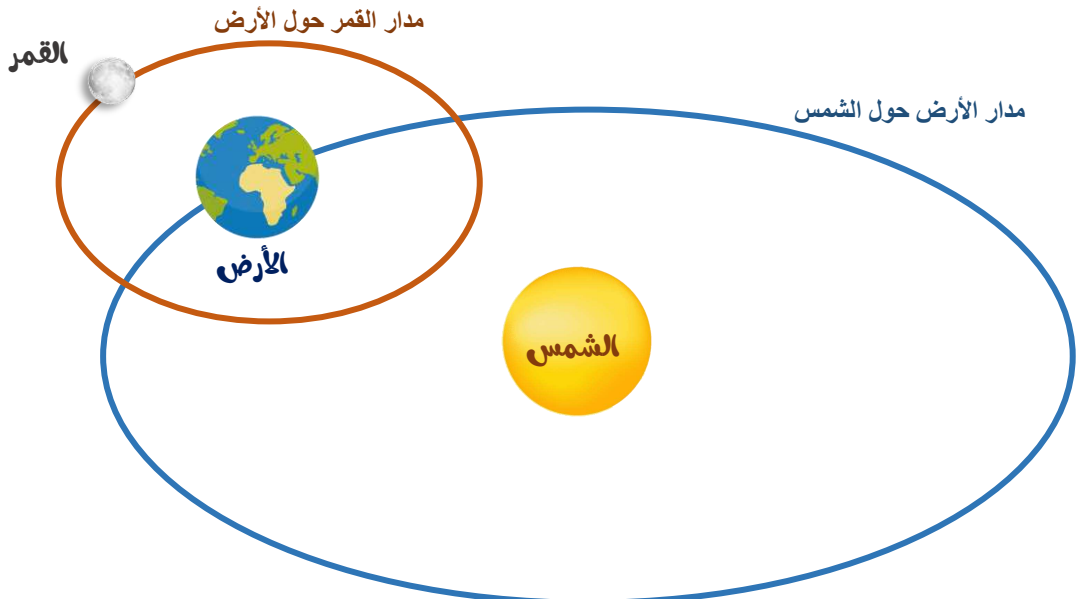 مدار القمر حول الأرض
القمر
مدار الأرض حول الشمس
الأرض
الشمس